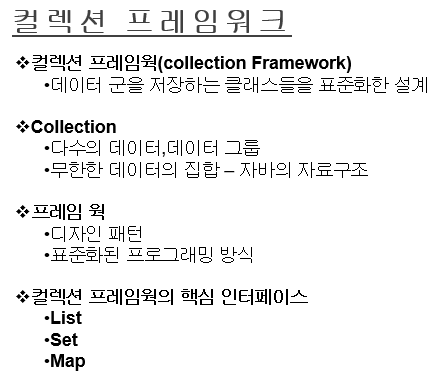 컬렉션 프레임워크
❖컬렉션 프레임웍(collection Framework)
•데이터 군을 저장하는 클래스들을 표준화한 설계
❖Collection
•다수의 데이터,데이터 그룹
•무한한 데이터의 집합 – 자바의 자료구조
❖프레임 웍
•디자인 패턴
•표준화된 프로그래밍 방식
❖컬렉션 프레임웍의 핵심 인터페이스
•List
•Set
•Map